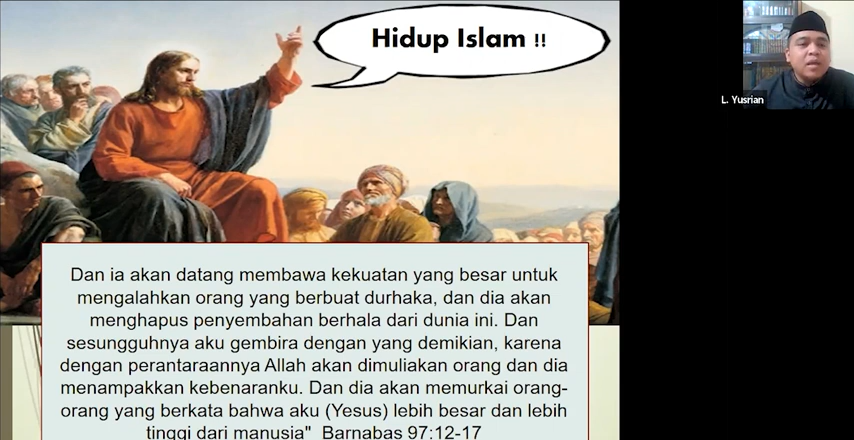 Hidup Islam !!
L. Yusrian
Dan ia akan datang membawa kekuatan yang besar untuk
mengalahkan orang yang berbuat durhaka, dan dia akan
menghapus penyembahan berhala dari dunia ini. Dan
sesungguhnya aku gembira dengan yang demikian, karena
dengan perantaraannya Allah akan dimuliakan orang dan dia
menampakkan kebenaranku. Dan dia akan memurkai orang-
orang yang berkata bahwa aku (Yesus) lebih besar dan lebih
tinggi dari manusia" Barnabas 97:12-17